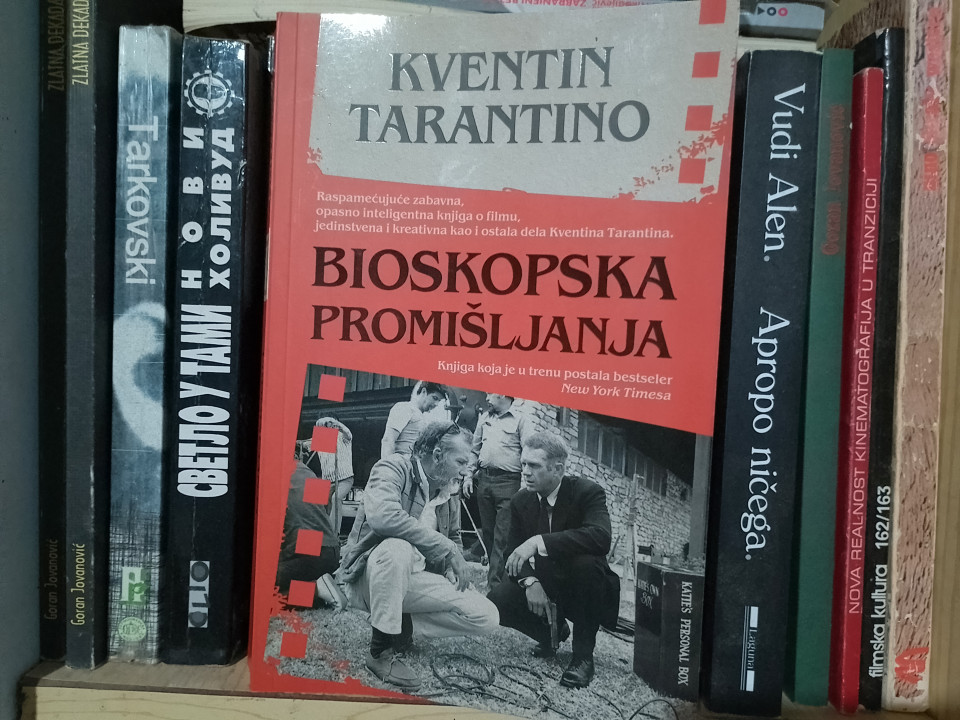 ZLATNA DEKADA
Goran Jovanović
ZLATNA DEKADA
Goran Jovanović
Tarkovski
СВЕТЛО У ТАМИ
НОВИ
ХОЛИВУД
CLIO
KVENTIN
TARANTINO
Raspamećujuće zabavna,
opasno inteligentna knjiga o filmu,
jedinstvena i kreativna kao i ostala dela Kventina Tarantina.
BIOSKOPSKA
PROMIŠLJANJA
Knjiga koja je u trenu postala bestseler
New York Timesa
KATIES PERSONAL BOX
Vudi Alen.
Apropo ničega.
Laguna
NOVA REALNOST KINEMATOGRAFIJA U TRANZICIJI
filmska kultura 162/163